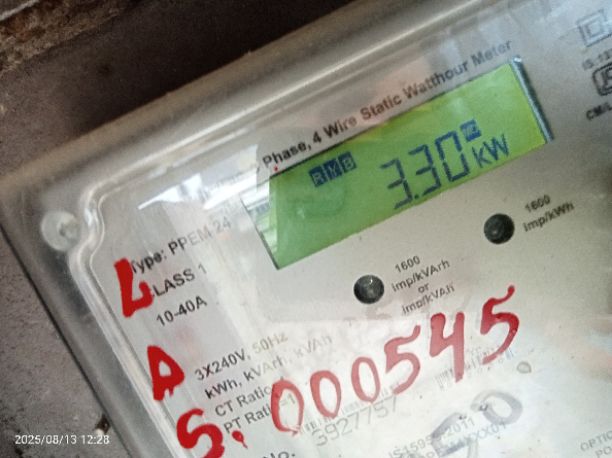 Phase, 4 Wire Static Watthour Meter
RYB
3.30 kW
Type: PPEM 24
CLASS 1
10-40A
1600
imp/kVArh
or
imp/kVAh
1600
imp/kWh
3X240V, 50Hz
kWh, kVArh, kVAh
CT Ratio
PT Ratio
L
D
S. 000545
3927757
2025/08/13 12:28